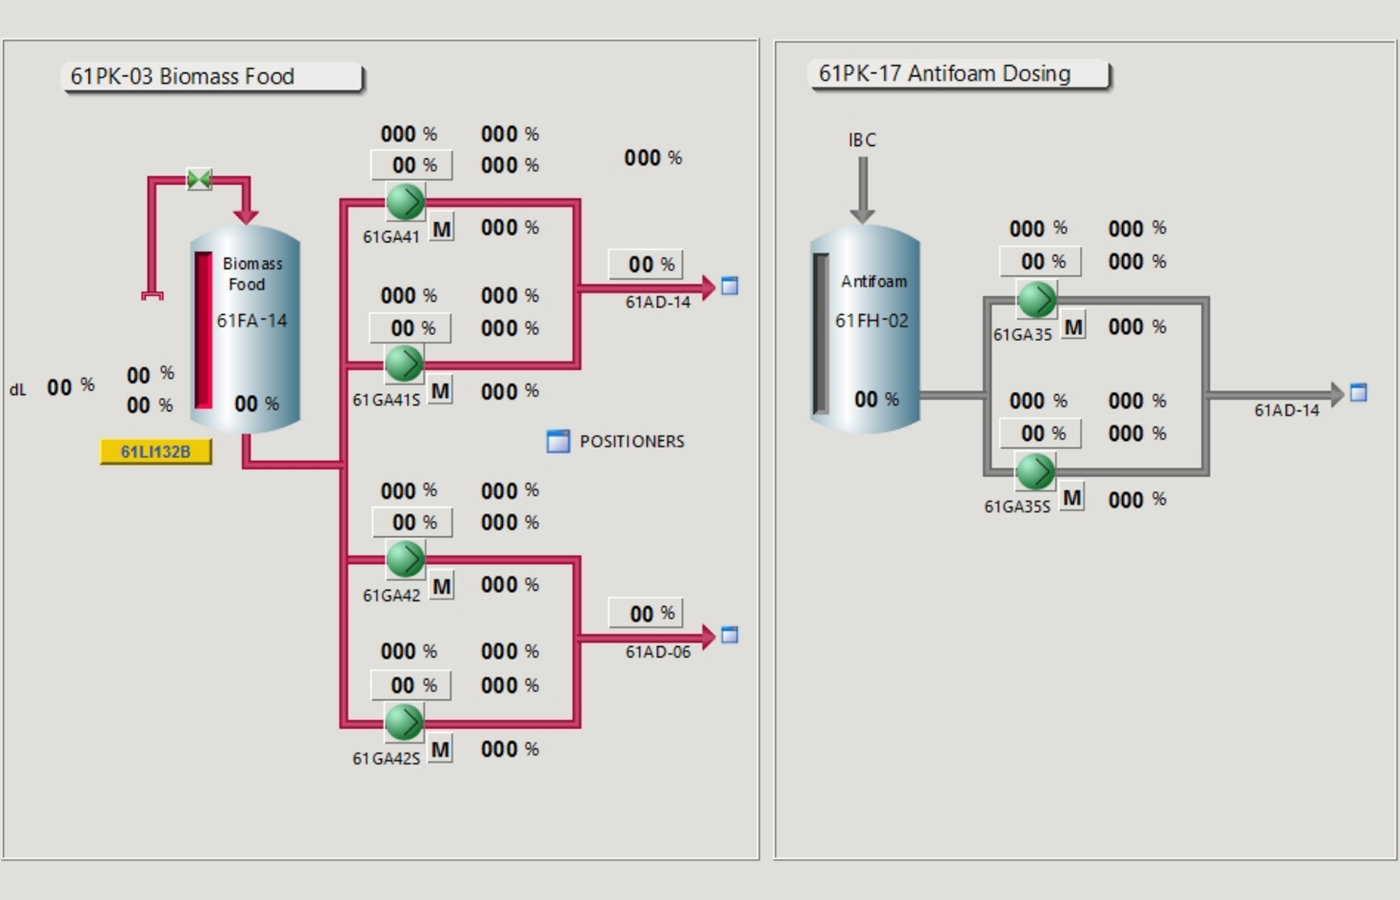 61PK-03 Biomass Food
000 % 000 %
00 % 000 %
000 %
61GA41 M 000 %
Biomass
Food
61FA-14
00 %
dL 00 %
00 %
00 %
61LI132B
000 % 000 %
00 % 000 %
61GA41S M 000 %
00 %
61AD-14
POSITIONERS
000 % 000 %
00 % 000 %
61GA42 M 000 %
000 % 000 %
00 % 000 %
61GA42S M 000 %
00 %
61AD-06
61PK-17 Antifoam Dosing
IBC
Antifoam
61FH-02
00 %
000 % 000 %
00 % 000 %
61GA35 M 000 %
000 % 000 %
00 % 000 %
61GA35S M 000 %
61AD-14